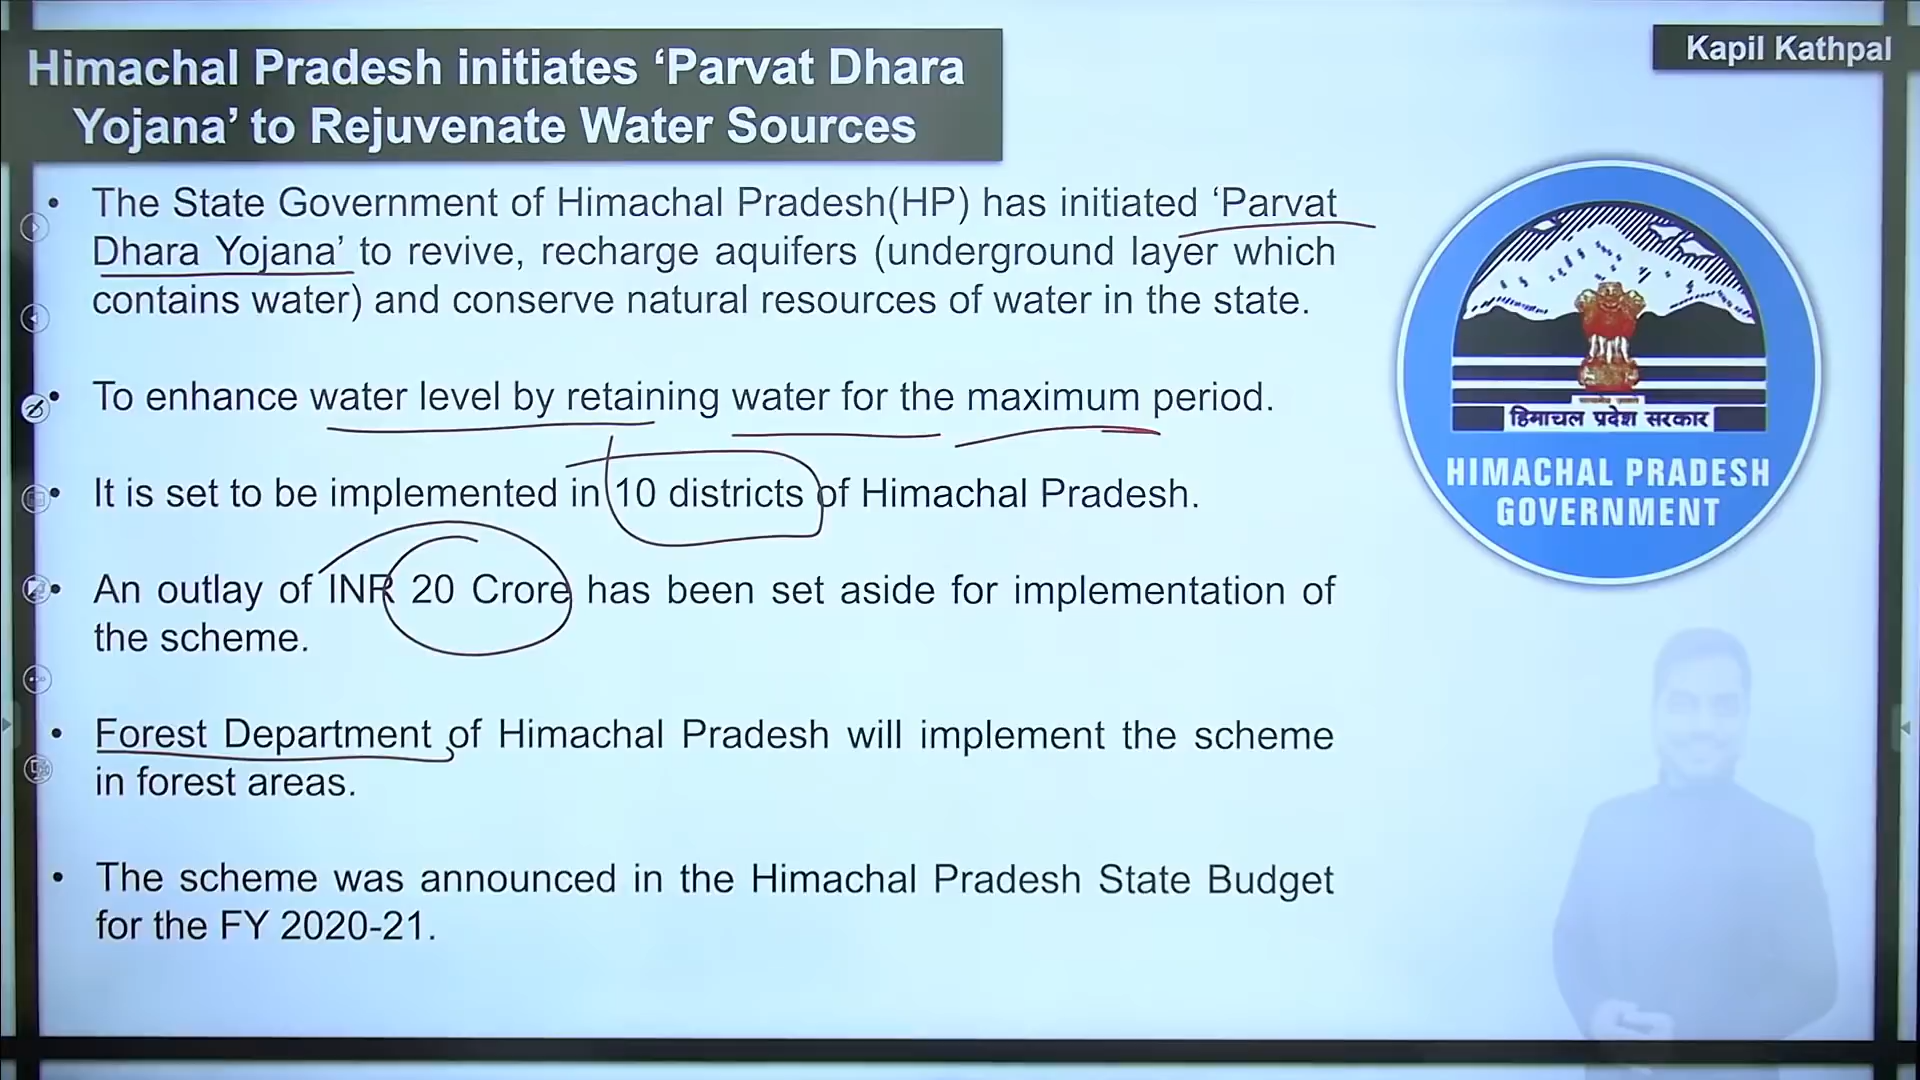 Himachal Pradesh initiates ‘Parvat Dhara
Yojana’ to Rejuvenate Water Sources
Kapil Kathpal
• The State Government of Himachal Pradesh(HP) has initiated ‘Parvat
Dhara Yojana’ to revive, recharge aquifers (underground layer which
contains water) and conserve natural resources of water in the state.
• To enhance water level by retaining water for the maximum period.
• It is set to be implemented in 10 districts of Himachal Pradesh.
• An outlay of INR 20 Crore has been set aside for implementation of
the scheme.
• Forest Department of Himachal Pradesh will implement the scheme
in forest areas.
• The scheme was announced in the Himachal Pradesh State Budget
for the FY 2020-21.
हिमाचल प्रदेश सरकार
HIMACHAL PRADESH
GOVERNMENT